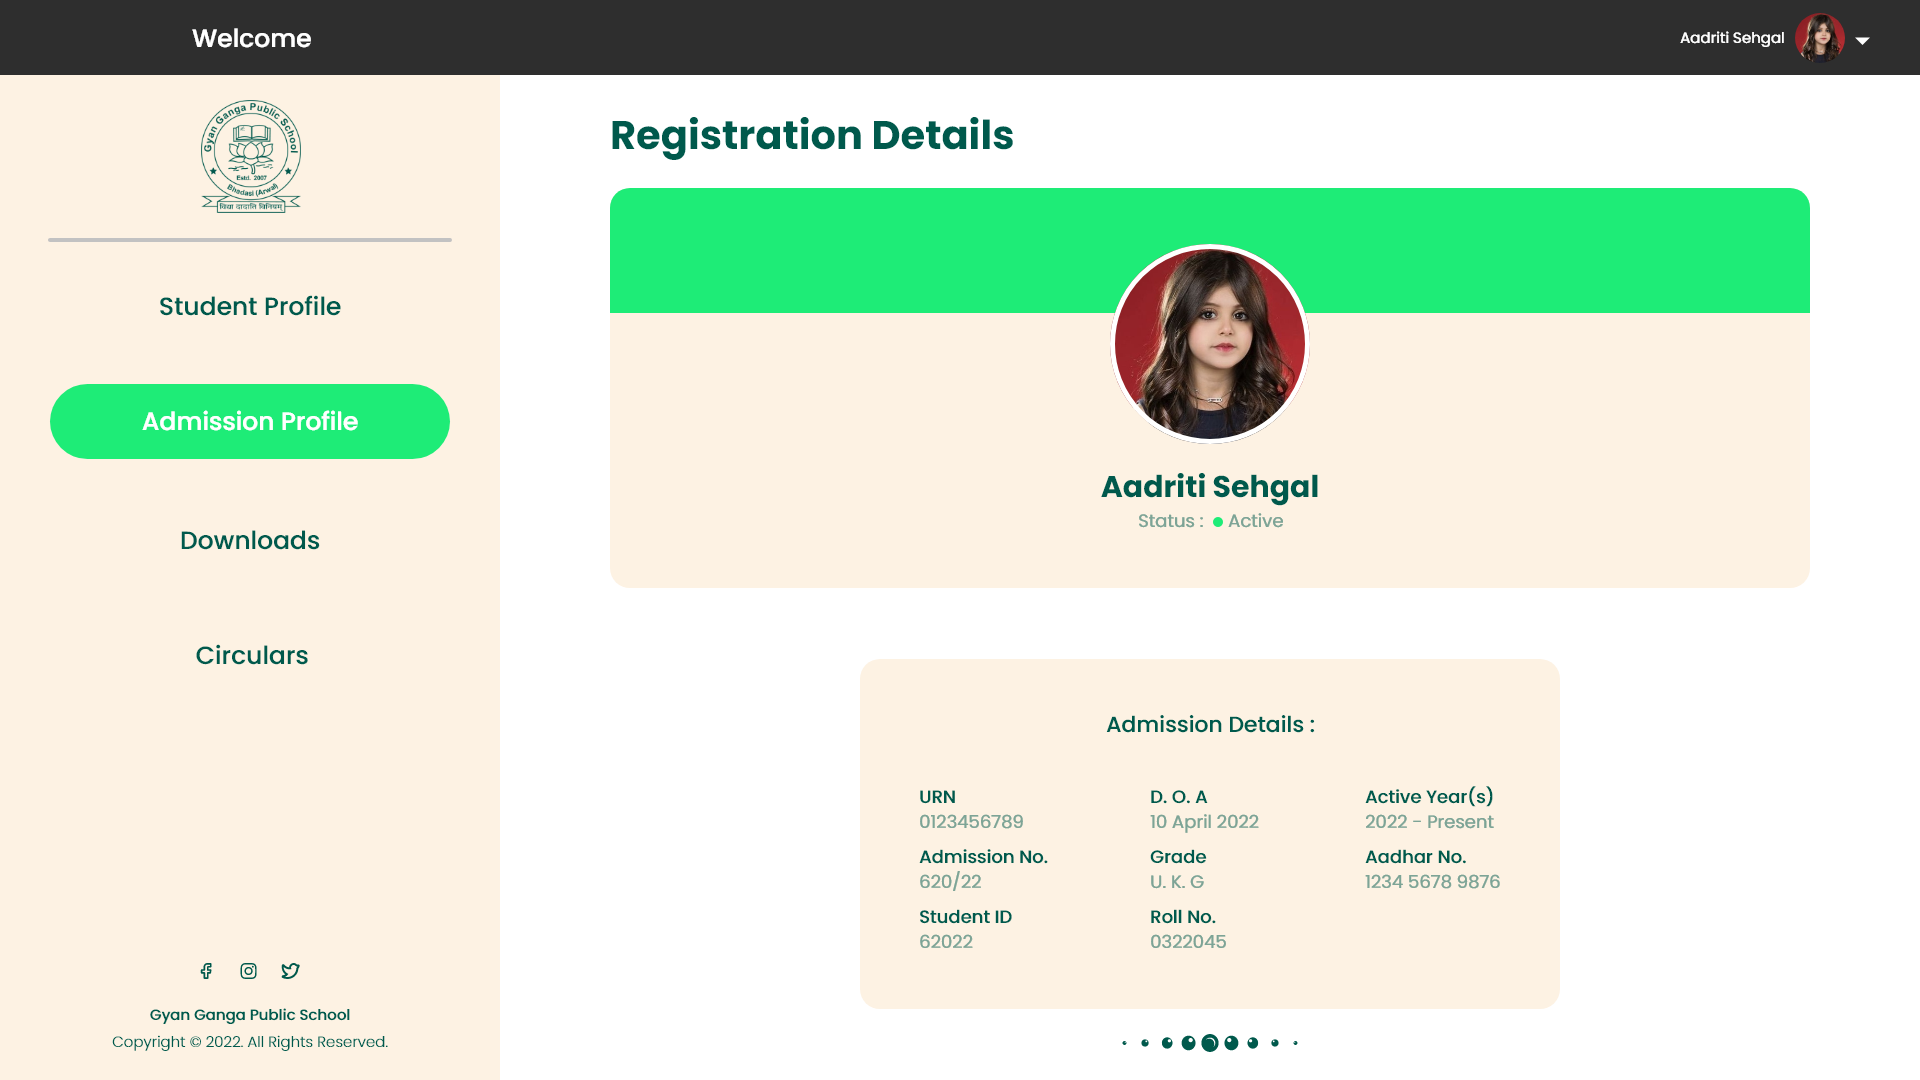 Welcome
Aadriti Sehgal
Gyan Ganga Public School
Estd. 2007
Bhadasi (Arwal)
विद्या ददाति विनियम्
Student Profile
Admission Profile
Downloads
Circulars
Gyan Ganga Public School
Copyright © 2022. All Rights Reserved.
Registration Details
Aadriti Sehgal
Status : Active
Admission Details :
URN
0123456789
D. O. A
10 April 2022
Active Year(s)
2022 - Present
Admission No.
620/22
Grade
U. K. G
Aadhar No.
1234 5678 9876
Student ID
62022
Roll No.
0322045